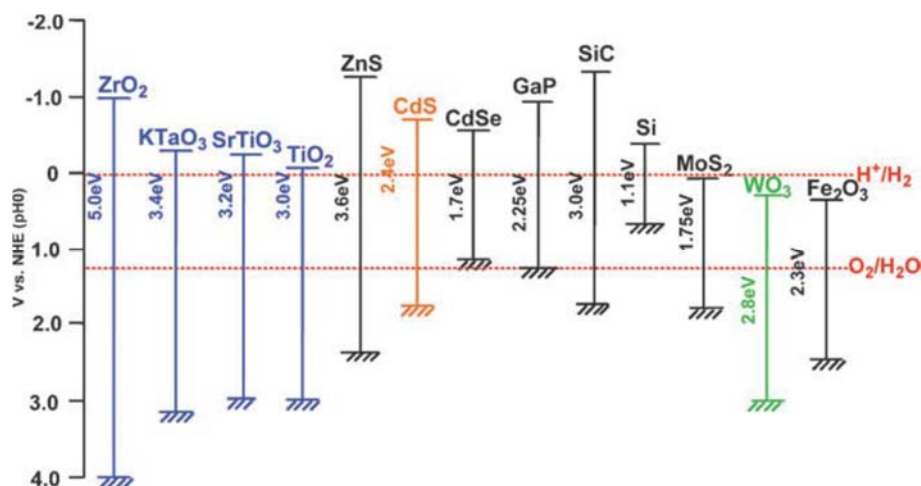 V vs. NHE (pH0)
-2.0
-1.0
0
1.0
2.0
3.0
4.0
ZrO₂
5.0eV
KTaO₃
3.4eV
SrTiO₃
3.2eV
TiO₂
3.0eV
ZnS
3.6eV
CdS
2.4eV
CdSe
1.7eV
GaP
2.25eV
SiC
3.0eV
Si
1.1eV
MoS₂
1.75eV
WO₃
2.8eV
Fe₂O₃
2.3eV
H⁺/H₂
O₂/H₂O